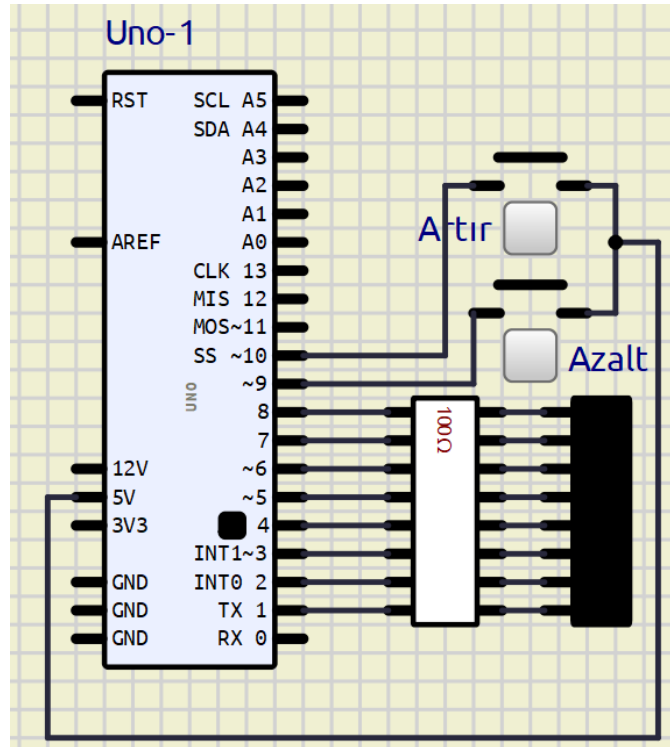 Uno-1
RST
SCL A5
SDA A4
A3
A2
A1
AREF
A0
CLK 13
MIS 12
MOS~11
SS ~10
~9
UNO
8
7
12V
~6
5V
~5
3V3
4
INT1~3
GND
INT0 2
GND
TX 1
GND
RX 0
Artır
Azalt
100Ω